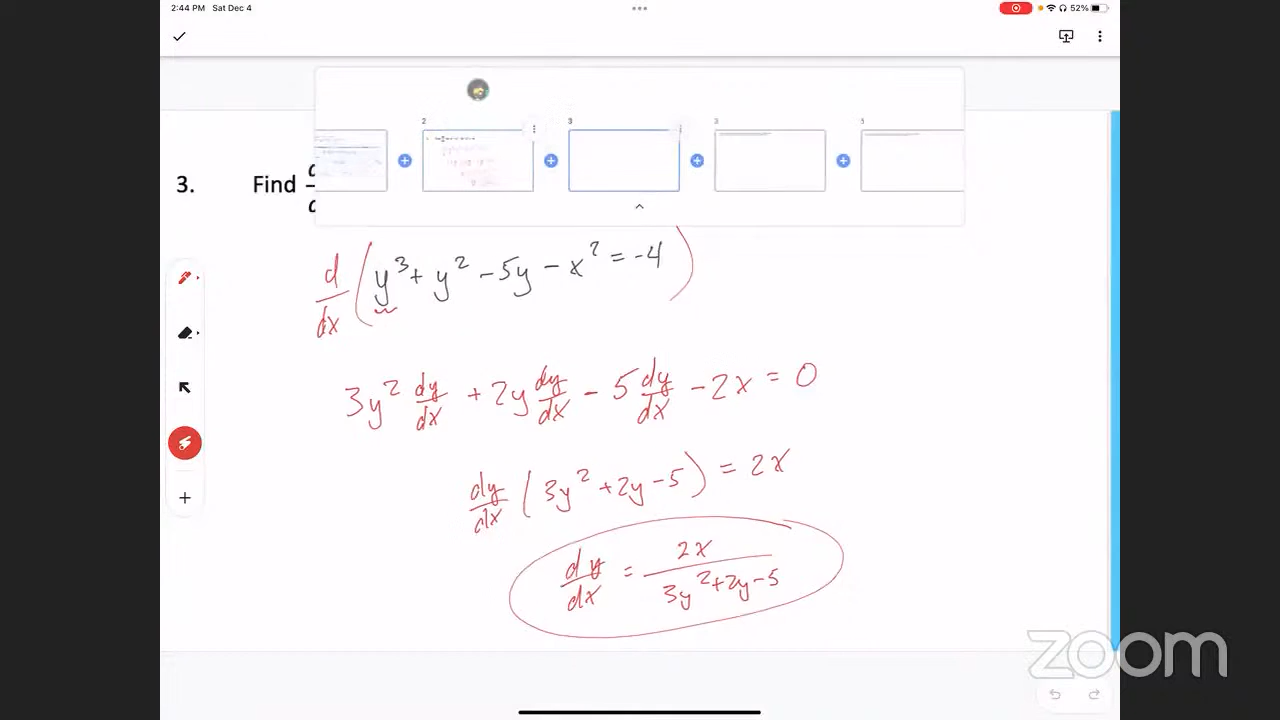 2:44 PM Sat Dec 4
52%
2
3
3
5
3. Find
d/dx (y³ + y² - 5y - x² = -4)
3y² dy/dx + 2y dy/dx - 5 dy/dx - 2x = 0
dy/dx (3y² + 2y - 5) = 2x
dy/dx = 2x / 3y² + 2y - 5
zoom